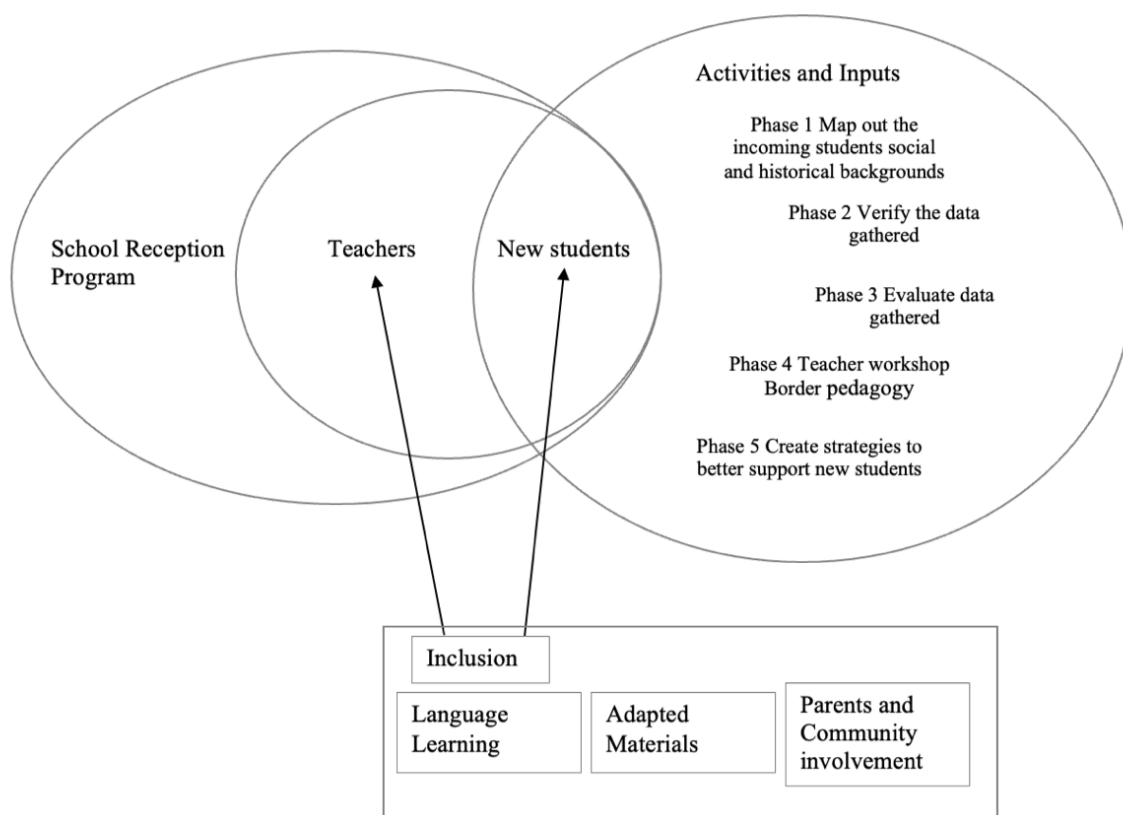 Activities and Inputs
Phase 1 Map out the
incoming students social
and historical backgrounds
Phase 2 Verify the data
gathered
School Reception
Program
Teachers
New students
Phase 3 Evaluate data
gathered
Phase 4 Teacher workshop
Border pedagogy
Phase 5 Create strategies to
better support new students
Inclusion
Language
Learning
Adapted
Materials
Parents and
Community
involvement